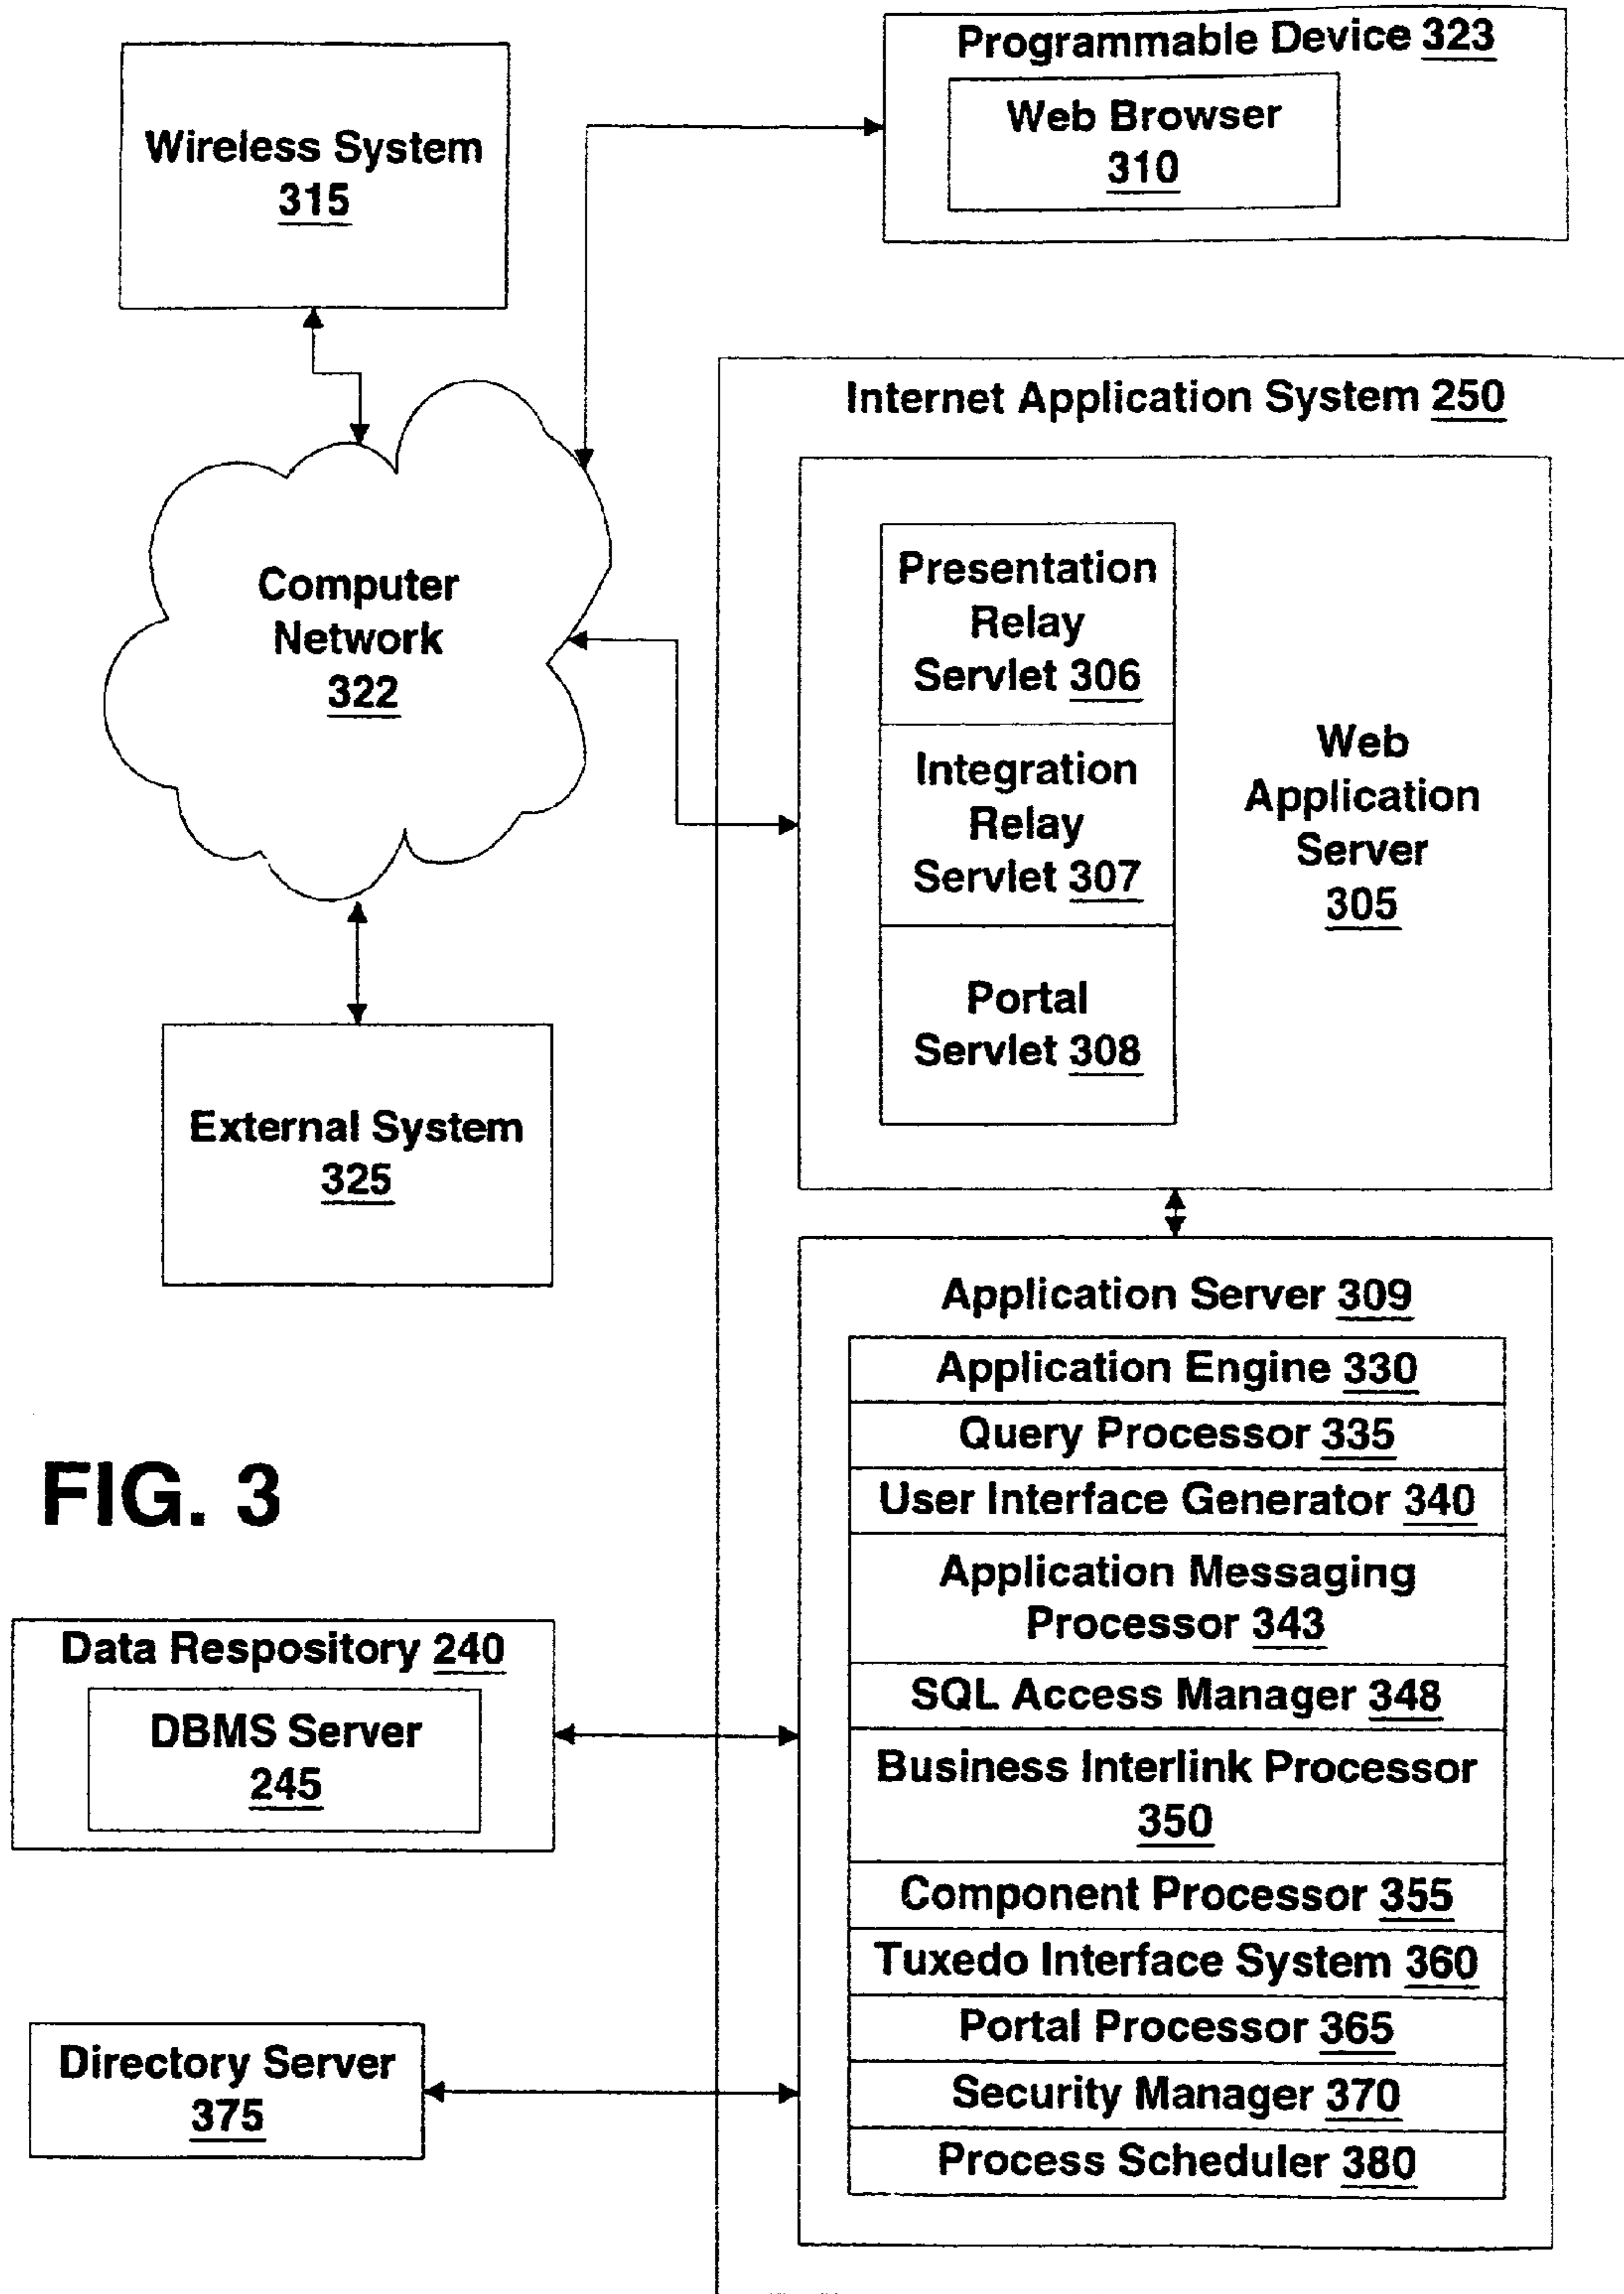 Programmable Device 323
Web Browser
310
Wireless System
315
Internet Application System 250
Computer
Network
322
Presentation
Relay
Servlet 306
Integration
Relay
Servlet 307
Portal
Servlet 308
Web
Application
Server
305
External System
325
Application Server 309
Application Engine 330
Query Processor 335
User Interface Generator 340
Application Messaging
Processor 343
SQL Access Manager 348
Business Interlink Processor
350
Component Processor 355
Tuxedo Interface System 360
Portal Processor 365
Security Manager 370
Process Scheduler 380
FIG. 3
Data Respository 240
DBMS Server
245
Directory Server
375